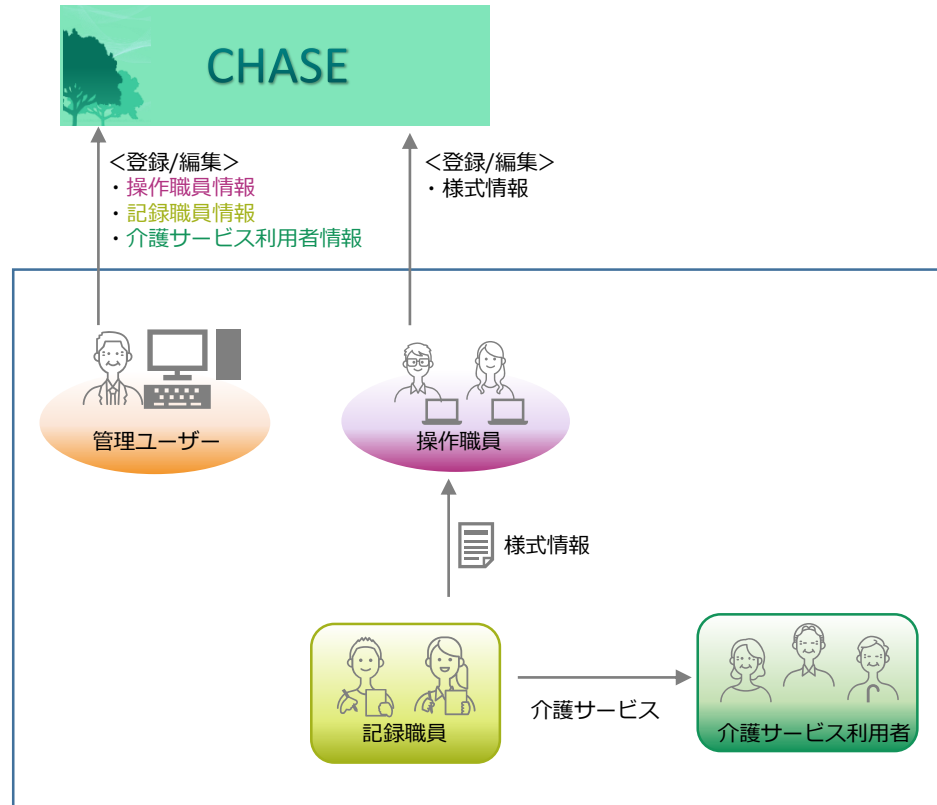 CHASE
＜登録/編集＞
・操作職員情報
・記録職員情報
・介護サービス利用者情報
＜登録/編集＞
・様式情報
管理ユーザー
操作職員
様式情報
記録職員
介護サービス
介護サービス利用者